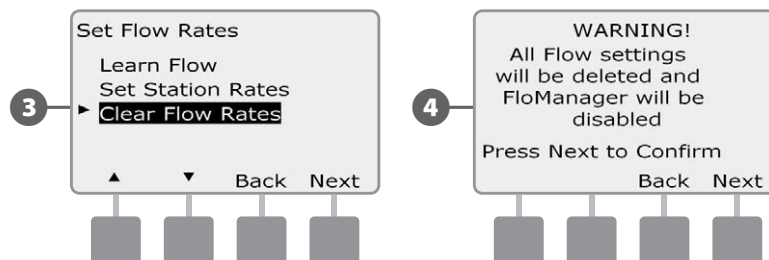 Set Flow Rates
Learn Flow
Set Station Rates
3
► Clear Flow Rates
▲ ▼ Back Next
WARNING!
All Flow settings
will be deleted and
4
FloManager will be
disabled
Press Next to Confirm
Back Next